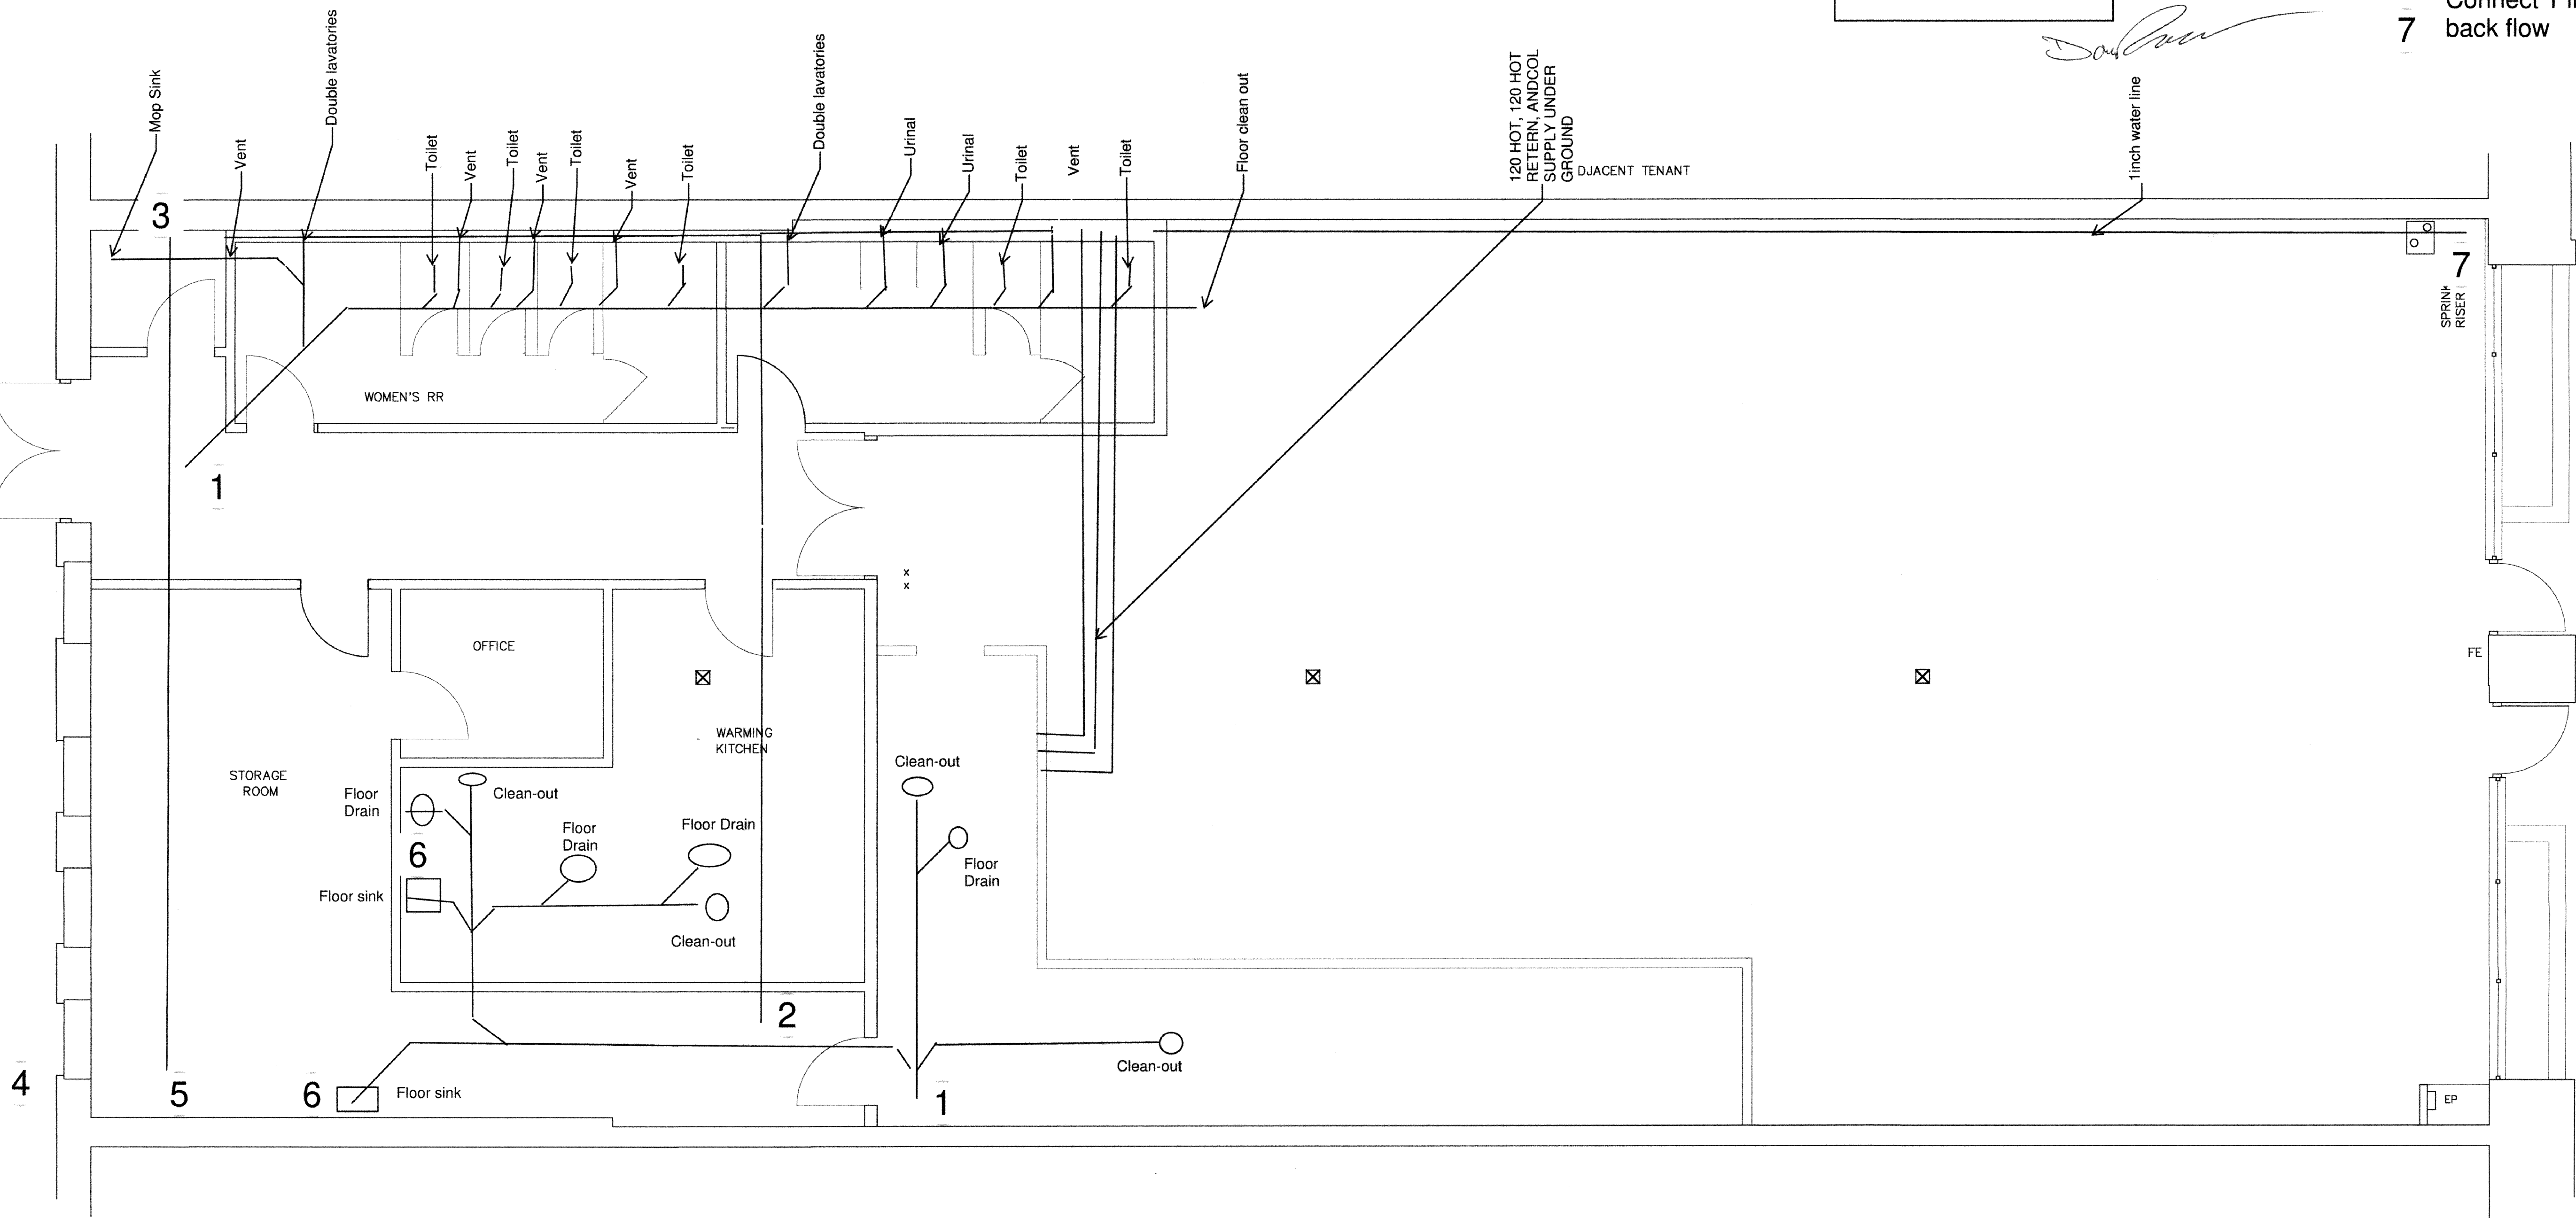 7
back flow
Mop Sink
Vent
Double lavatories
Toilet
Vent
Toilet
Vent
Toilet
Vent
Toilet
Double lavatories
Urinal
Urinal
Toilet
Vent
Toilet
Floor clean out
120 HOT, 120 HOT
RETERN, ANDCOL
SUPPLY UNDER
GROUND
DJACENT TENANT
1inch water line
3
7
SPRINK
RISER
WOMEN'S RR
1
x
x
OFFICE
FE
WARMING
KITCHEN
STORAGE
ROOM
Clean-out
Floor
Drain
Clean-out
Floor
Drain
Floor Drain
6
Floor
Drain
Floor sink
Clean-out
2
Clean-out
4
5
6
Floor sink
1
EP